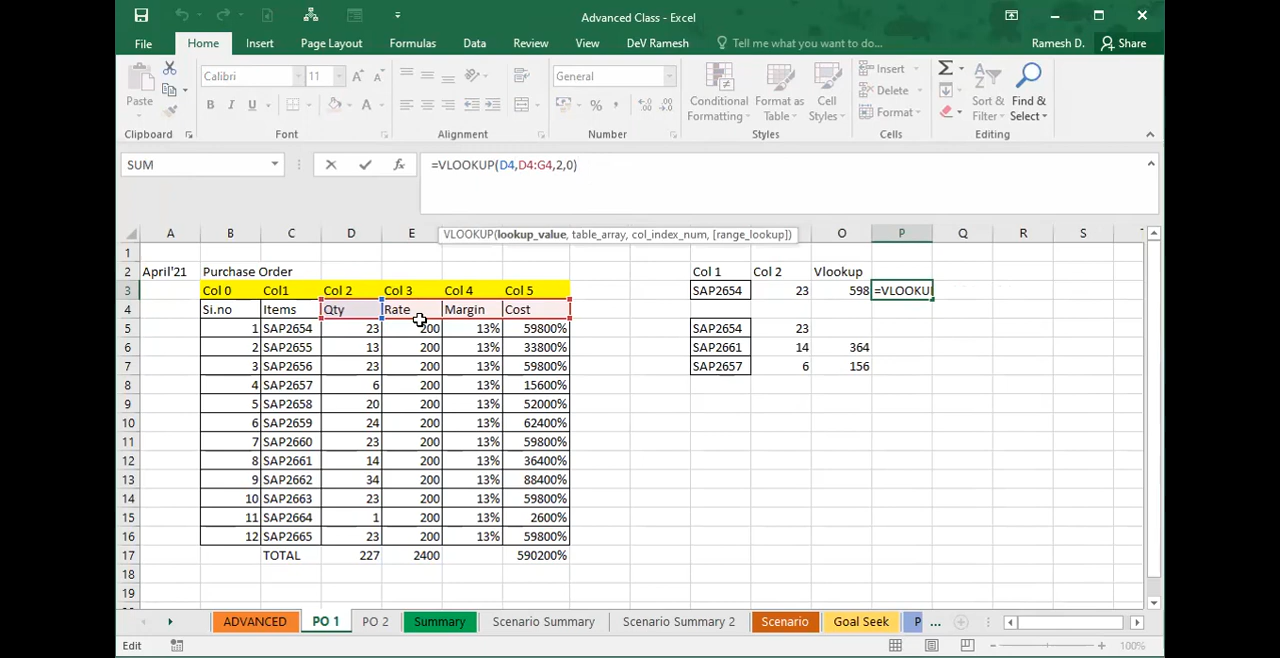 Advanced Class - Excel
File Home Insert Page Layout Formulas Data Review View DeV Ramesh Tell me what you want to do... Ramesh D. Share
Paste Calibri 11 General Conditional Formatting Format as Table Cell Styles Insert Delete Format Sort & Filter Find & Select
B I U A % ,
Clipboard Font Alignment Number Styles Cells Editing
SUM fx =VLOOKUP(D4,D4:G4,2,0)
VLOOKUP(lookup_value, table_array, col_index_num, [range_lookup])
A B C D E O P Q R S
1
2 April'21 Purchase Order Col 1 Col 2 Vlookup
3 Col 0 Col1 Col 2 Col 3 Col 4 Col 5 SAP2654 23 598 =VLOOKU
4 Si.no Items Qty Rate Margin Cost
5 1 SAP2654 23 200 13% 59800% SAP2654 23
6 2 SAP2655 13 200 13% 33800% SAP2661 14 364
7 3 SAP2656 23 200 13% 59800% SAP2657 6 156
8 4 SAP2657 6 200 13% 15600%
9 5 SAP2658 20 200 13% 52000%
10 6 SAP2659 24 200 13% 62400%
11 7 SAP2660 23 200 13% 59800%
12 8 SAP2661 14 200 13% 36400%
13 9 SAP2662 34 200 13% 88400%
14 10 SAP2663 23 200 13% 59800%
15 11 SAP2664 1 200 13% 2600%
16 12 SAP2665 23 200 13% 59800%
17 TOTAL 227 2400 590200%
18
19
ADVANCED PO 1 PO 2 Summary Scenario Summary Scenario Summary 2 Scenario Goal Seek P ...
Edit 100%